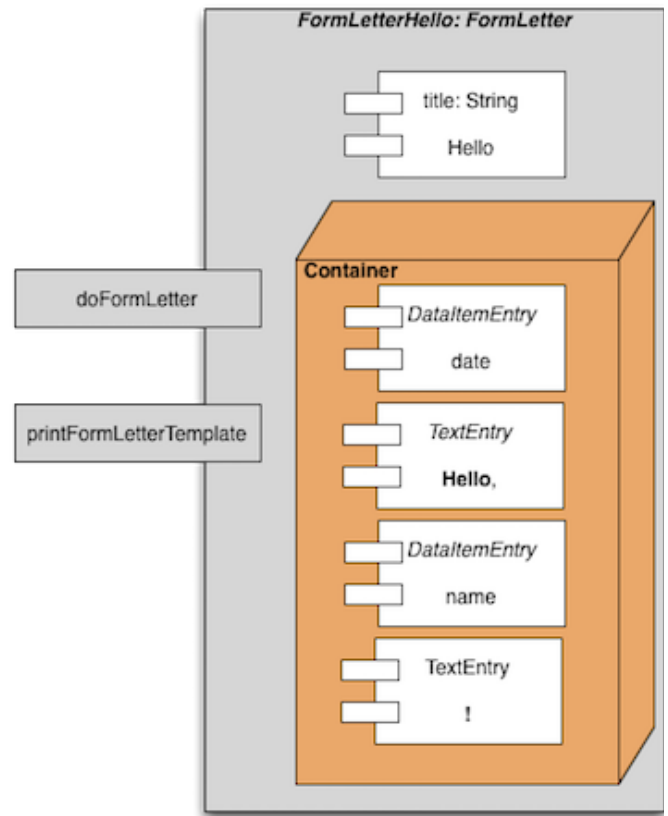 FormLetterHello: FormLetter
title: String
Hello
doFormLetter
printFormLetterTemplate
Container
DataItemEntry
date
TextEntry
Hello,
DataItemEntry
name
TextEntry
!